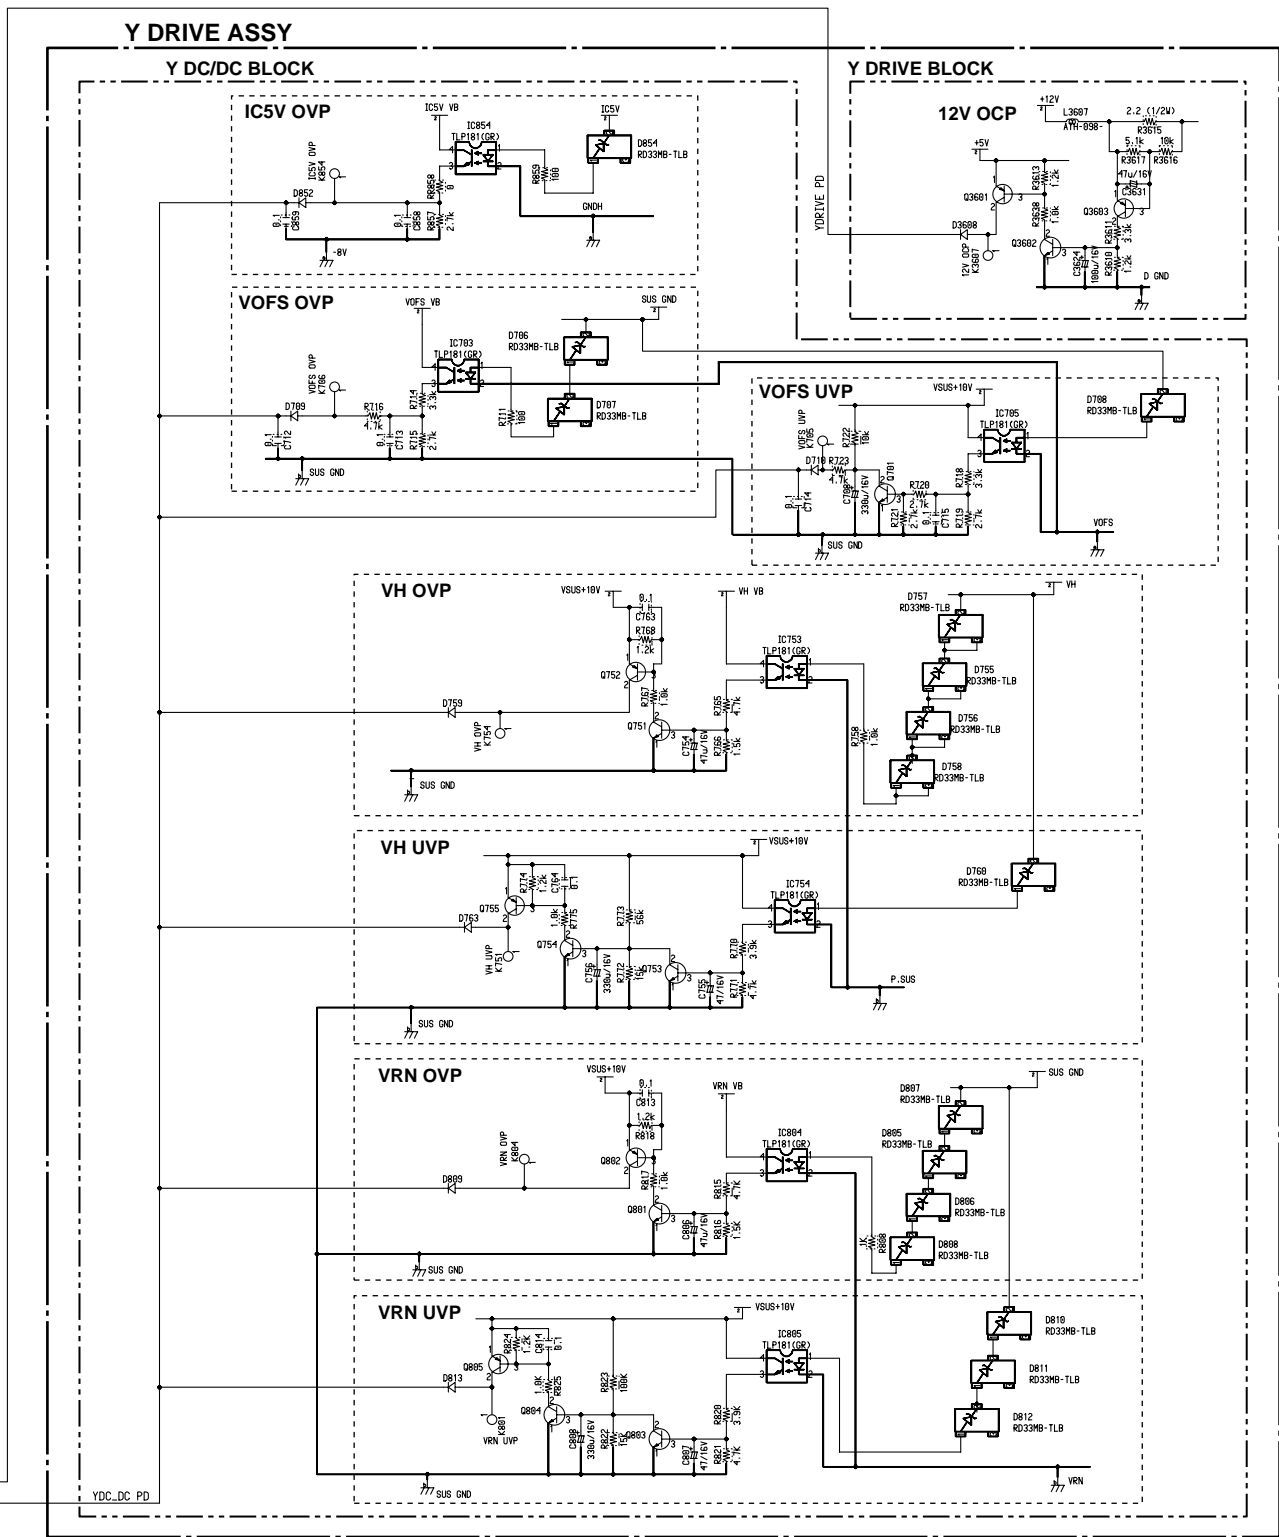 Y DRIVE ASSY
Y DC/DC BLOCK
Y DRIVE BLOCK
IC5V OVP
IC5V VB
IC854
TLP181(GR)
IC5V
D854
RD33MB-TLB
IC5V OVP
K854
D852
0.1
C859
0.1
C858
RR858
0
R857
2.7k
R859
100
GNDH
-8V
12V OCP
+12V
L3607
ATH-098-
2.2 (1/2W)
R3615
5.1k
R3617
10k
R3616
47u/16V
C3631
+5V
Q3601
R3613
1.2k
R3638
1.0k
Q3603
R3611
3.3k
R3610
1.2k
Q3602
C3624
100u/16V
D3608
12V OCP
K3607
D GND
YDRIVE PD
VOFS OVP
VOFS VB
IC703
TLP181(GR)
SUS GND
D706
RD33MB-TLB
D707
RD33MB-TLB
VOFS OVP
K706
D709
R716
4.7k
0.1
C712
0.1
C713
R714
3.3k
R715
2.7k
R711
100
SUS GND
VOFS UVP
VSUS+10V
IC705
TLP181(GR)
D708
RD33MB-TLB
VOFS UVP
K705
R722
10k
D710
R723
4.7k
0.1
C714
C708
330u/16V
Q701
R720
2.7k
R721
2.7k
0.1
C715
R718
3.3k
R719
2.7k
SUS GND
VOFS
VH OVP
VSUS+10V
0.1
C763
R768
1.2k
VH VB
IC753
TLP181(GR)
VH
D757
RD33MB-TLB
D755
RD33MB-TLB
D756
RD33MB-TLB
D758
RD33MB-TLB
Q752
R767
1.0k
R765
4.7k
Q751
C754
47u/16V
R766
1.5k
R758
1.0k
D759
VH OVP
K754
SUS GND
VH UVP
VSUS+10V
IC754
TLP181(GR)
D760
RD33MB-TLB
R774
1.2k
C764
0.1
Q755
1.0k
R775
R773
56k
D763
VH UVP
K751
Q754
C756
330u/16V
R772
15k
Q753
C755
47/16V
R770
3.9k
R771
4.7k
P.SUS
SUS GND
VRN OVP
VSUS+10V
0.1
C813
1.2k
R818
VRN VB
IC804
TLP181(GR)
SUS GND
D807
RD33MB-TLB
D805
RD33MB-TLB
D806
RD33MB-TLB
D808
RD33MB-TLB
VRN OVP
K804
D809
Q802
R817
1.0k
R815
4.7k
Q801
C806
47u/16V
R816
1.5k
1K
R808
SUS GND
VRN UVP
VSUS+10V
IC805
TLP181(GR)
D810
RD33MB-TLB
D811
RD33MB-TLB
D812
RD33MB-TLB
R824
1.2k
C814
0.1
Q805
D813
1.0K
R825
R823
100K
K801
VRN UVP
Q804
C808
330u/16V
R822
15K
Q803
C807
47/16V
R820
3.9K
R821
4.7K
VRN
SUS GND
YDC_DC PD